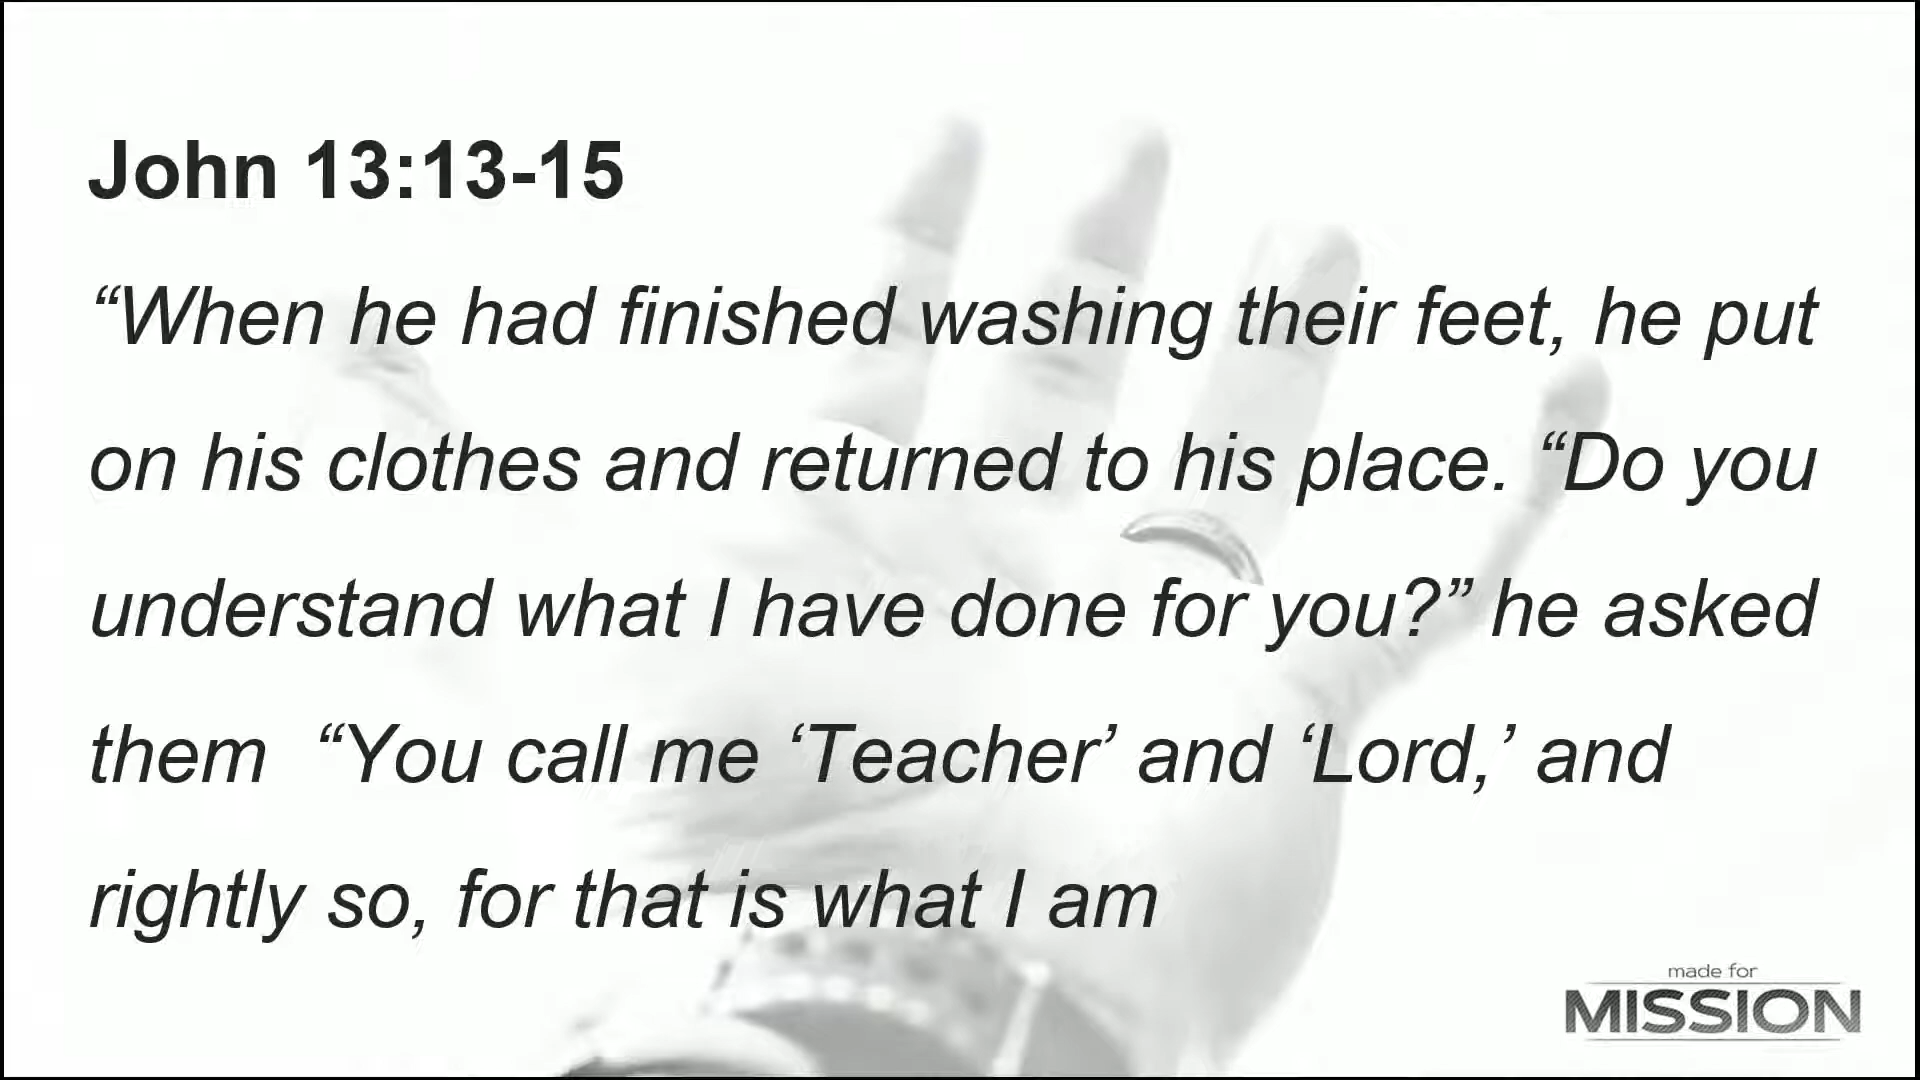 John 13:13-15
“When he had finished washing their feet, he put
on his clothes and returned to his place. “Do you
understand what I have done for you?” he asked
them  “You call me ‘Teacher’ and ‘Lord,’ and
rightly so, for that is what I am
made for
MISSION